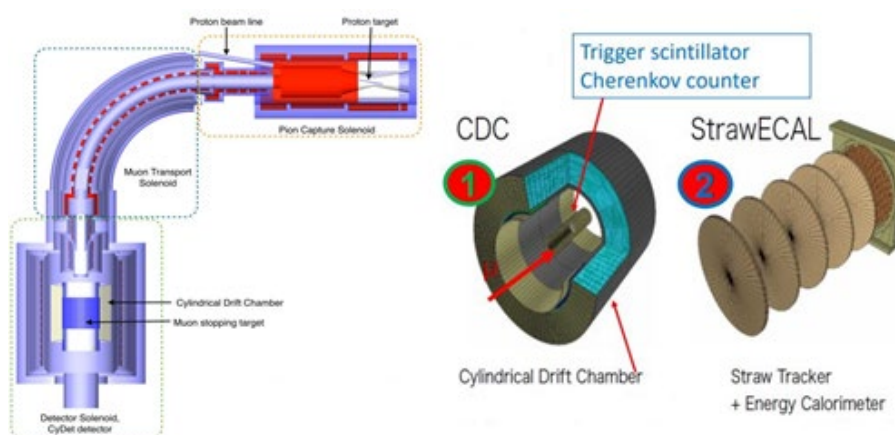 Proton beam line
Proton target
Pion Capture Solenoid
Muon Transport
Solenoid
Cylindrical Drift Chamber
Muon stopping target
Detector Solenoid,
CyDet detector
Trigger scintillator
Cherenkov counter
CDC
StrawECAL
1
2
Cylindrical Drift Chamber
Straw Tracker
+ Energy Calorimeter